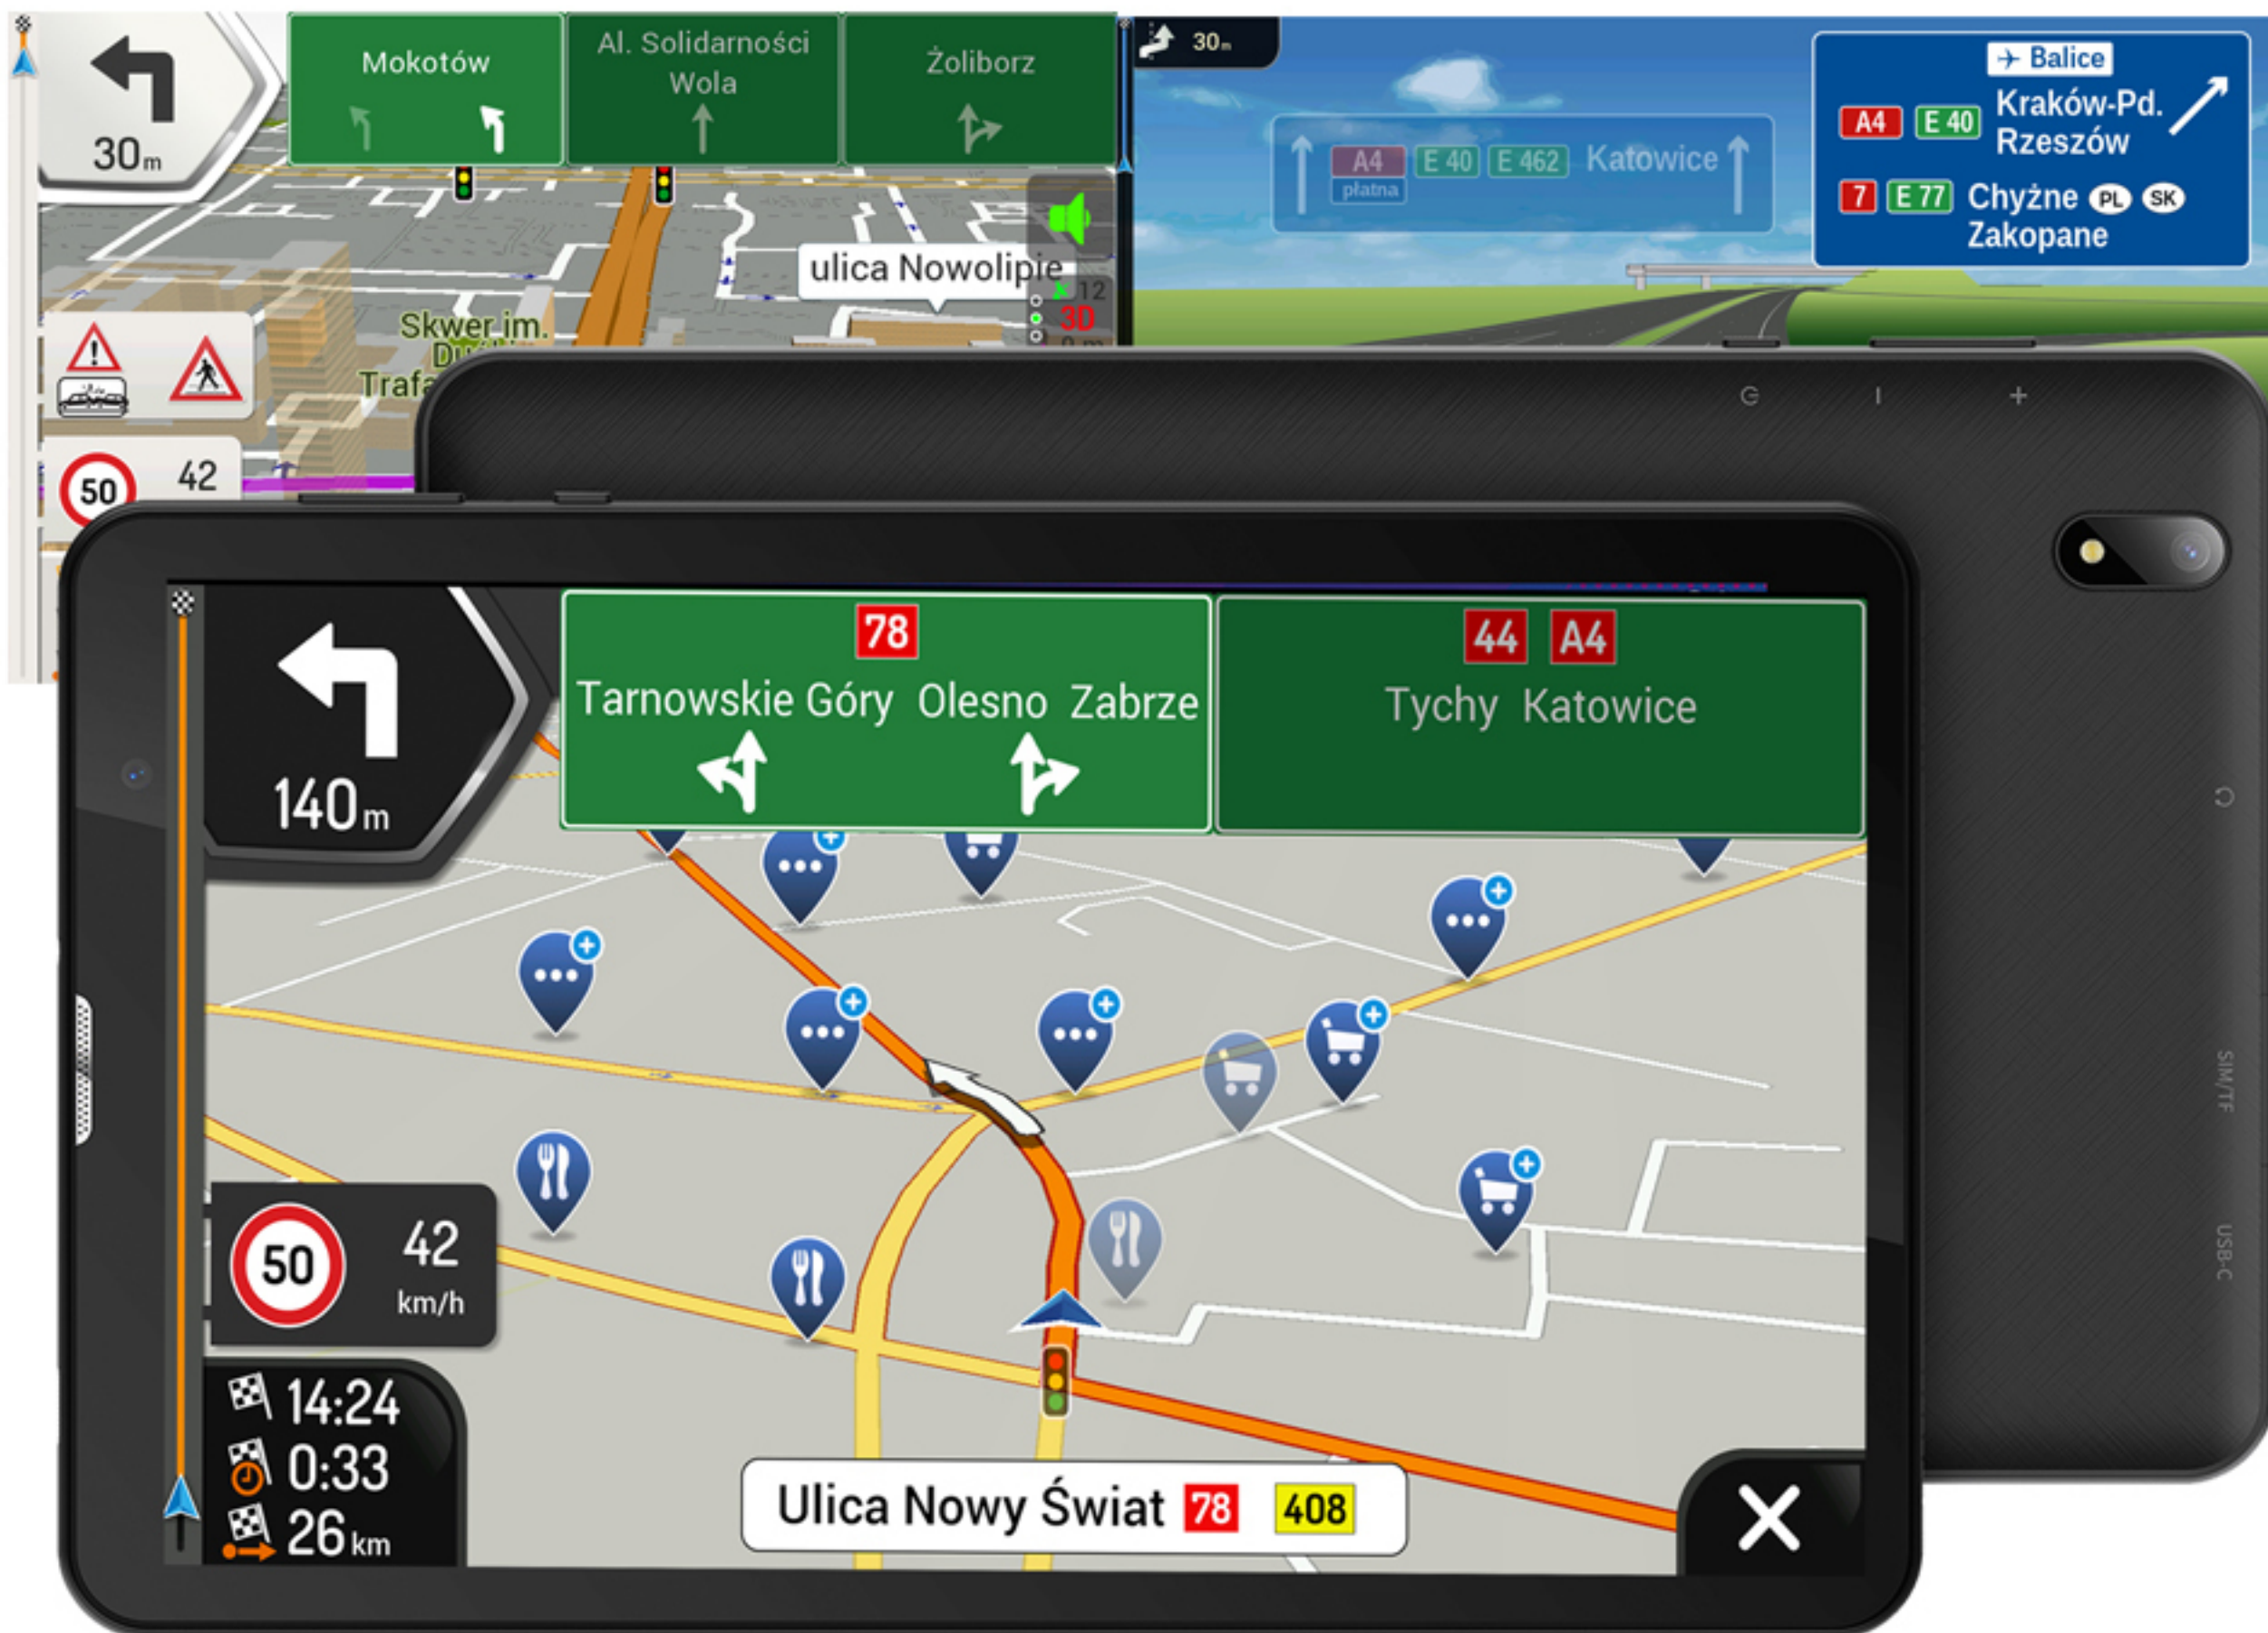 30m
Mokotów
Al. Solidarności
Wola
Żoliborz
ulica Nowolipie
12
3D
0 m
Skwer im.
50
42
30m
A4 E 40 E 462 Katowice
płatna
Balice
A4 E 40 Kraków-Pd.
Rzeszów
7 E 77 Chyżne PL SK
Zakopane
SIM/TF
USB-C
140m
78
Tarnowskie Góry Olesno Zabrze
44 A4
Tychy Katowice
50
42
km/h
14:24
0:33
26 km
Ulica Nowy Świat 78 408